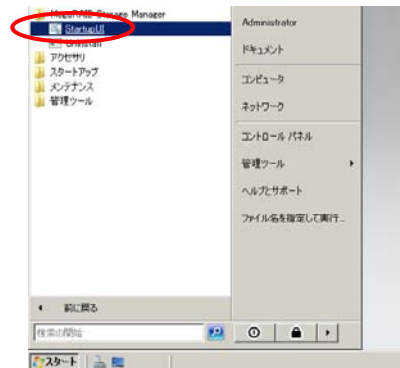 MegaRAID Storage Manager
StartupUI
Uninstall
アクセサリ
スタートアップ
メンテナンス
管理ツール
前に戻る
検索の開始
Administrator
ドキュメント
コンピュータ
ネットワーク
コントロール パネル
管理ツール
ヘルプとサポート
ファイル名を指定して実行...
スタート